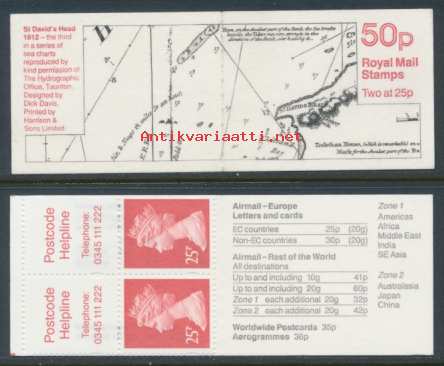 St David's Head
1812 – the third
in a series of
sea charts
reproduced by
kind permission of
The Hydrographic
Office, Taunton.
Designed by
Dick Davis.
Printed by
Harrison &
Sons Limited
50p
Royal Mail
Stamps
Two at 25p
Antikvariaatti.net
Postcode
Helpline
Telephone:
0345 111 222
25P
Postcode
Helpline
Telephone:
0345 111 222
25P
Airmail – Europe
Letters and cards
EC countries 25p (20g)
Non-EC countries 30p (20g)
Airmail – Rest of the World
All destinations
Up to and including 10g 41p
Up to and including 20g 60p
Zone 1 each additional 20g 32p
Zone 2 each additional 20g 42p
Worldwide Postcards 35p
Aerogrammes 36p
Zone 1
Americas
Africa
Middle East
India
SE Asia
Zone 2
Australasia
Japan
China